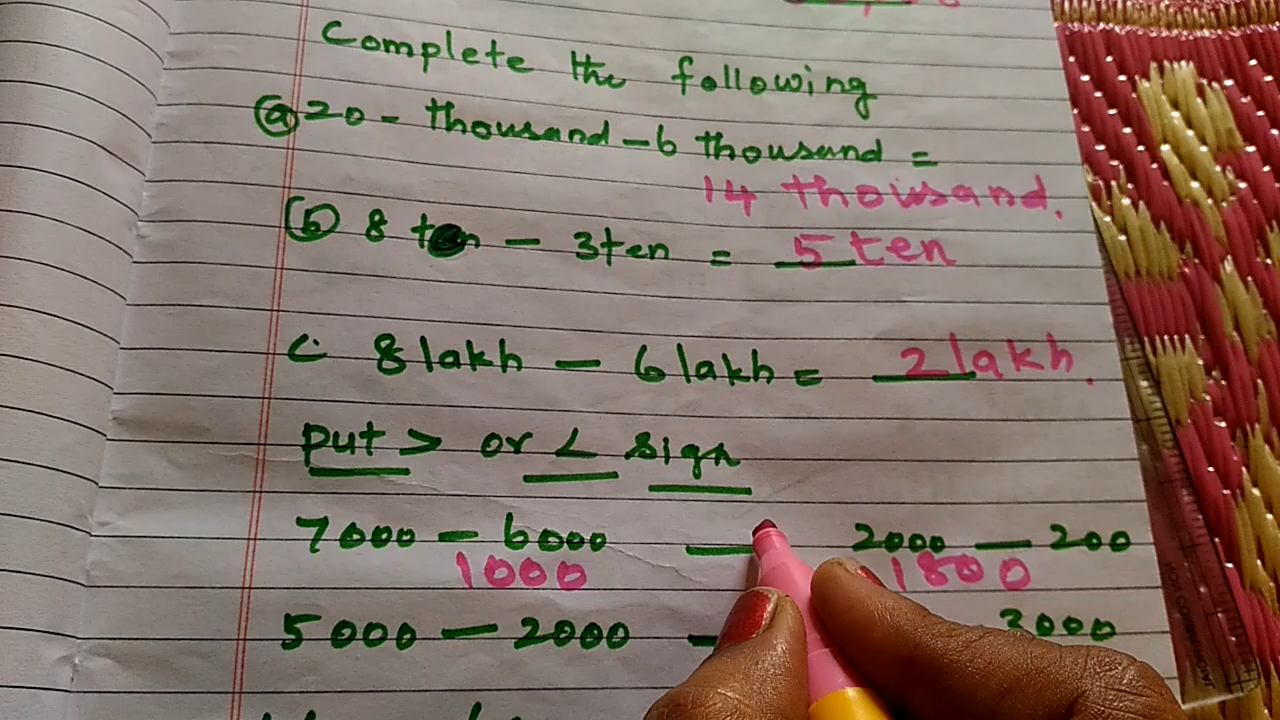 Complete the following
(a) 20 - thousand - 6 thousand =
14 thousand.
(b) 8 ten - 3 ten = 5 ten
c. 8 lakh - 6 lakh = 2 lakh.
put > or < sign
7000 - 6000 __ 2000 - 200
1000 1800
5000 - 2000 3000